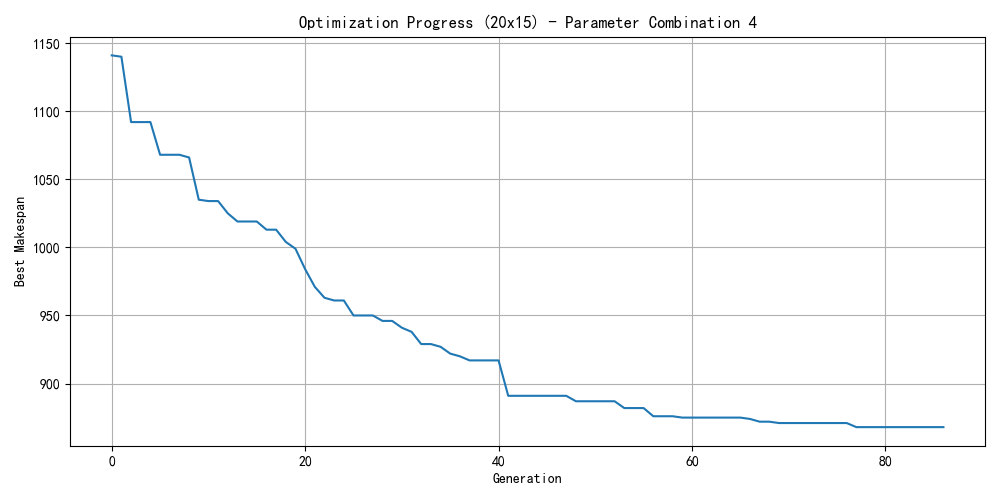 Optimization Progress (20x15) - Parameter Combination 4
Best Makespan
1150
1100
1050
1000
950
900
0 20 40 60 80
Generation